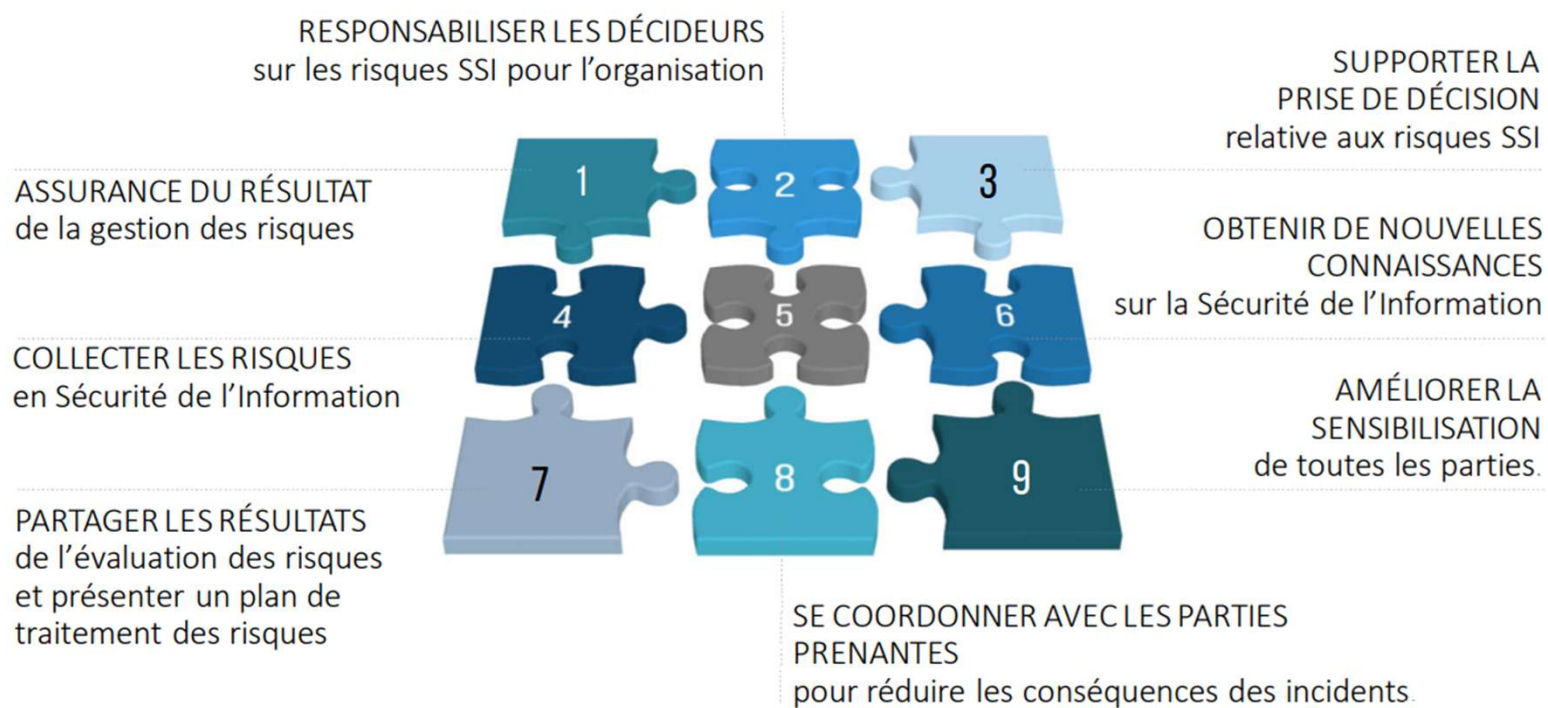 RESPONSABILISER LES DÉCIDEURS
sur les risques SSI pour l'organisation
SUPPORTER LA
PRISE DE DÉCISION
relative aux risques SSI
1
2
3
ASSURANCE DU RÉSULTAT
de la gestion des risques
OBTENIR DE NOUVELLES
CONNAISSANCES
sur la Sécurité de l'Information
4
5
6
COLLECTER LES RISQUES
en Sécurité de l'Information
AMÉLIORER LA
SENSIBILISATION
de toutes les parties.
7
8
9
PARTAGER LES RÉSULTATS
de l'évaluation des risques
et présenter un plan de
traitement des risques
SE COORDONNER AVEC LES PARTIES
PRENANTES
pour réduire les conséquences des incidents.